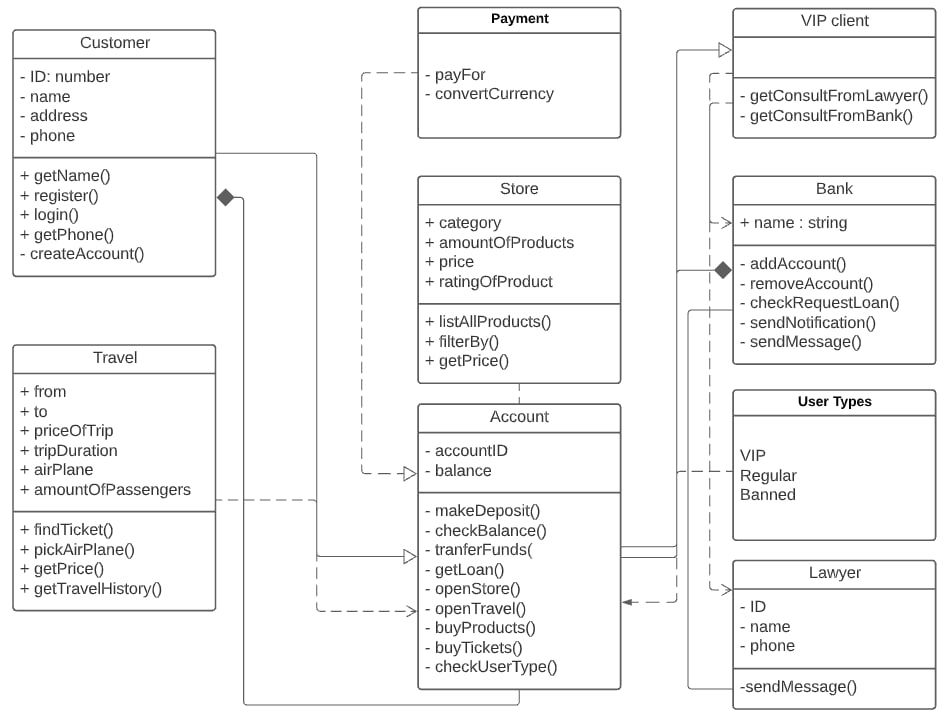 Customer
- ID: number
- name
- address
- phone
+ getName()
+ register()
+ login()
+ getPhone()
- createAccount()
Travel
+ from
+ to
+ priceOfTrip
+ tripDuration
+ airPlane
+ amountOfPassengers
+ findTicket()
+ pickAirPlane()
+ getPrice()
+ getTravelHistory()
Payment
- payFor
- convertCurrency
Store
+ category
+ amountOfProducts
+ price
+ ratingOfProduct
+ listAllProducts()
+ filterBy()
+ getPrice()
Account
- accountID
- balance
- makeDeposit()
- checkBalance()
- tranferFunds(
- getLoan()
- openStore()
- openTravel()
- buyProducts()
- buyTickets()
- checkUserType()
VIP client
- getConsultFromLawyer()
- getConsultFromBank()
Bank
+ name : string
- addAccount()
- removeAccount()
- checkRequestLoan()
- sendNotification()
- sendMessage()
User Types
VIP
Regular
Banned
Lawyer
- ID
- name
- phone
-sendMessage()